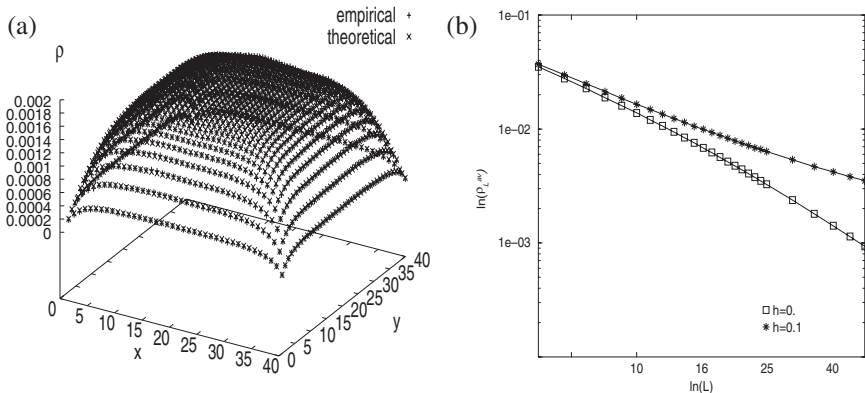 (a)
empirical +
theoretical ×
ρ
0.002
0.0018
0.0016
0.0014
0.0012
0.001
0.0008
0.0006
0.0004
0.0002
0
0 5 10 15 20 25 30 35 40
x
0 5 10 15 20 25 30 35 40
y
(b)
1e−01
1e−02
1e−03
ln(ρ_L^av)
h=0.
h=0.1
10 16 25 40
ln(L)